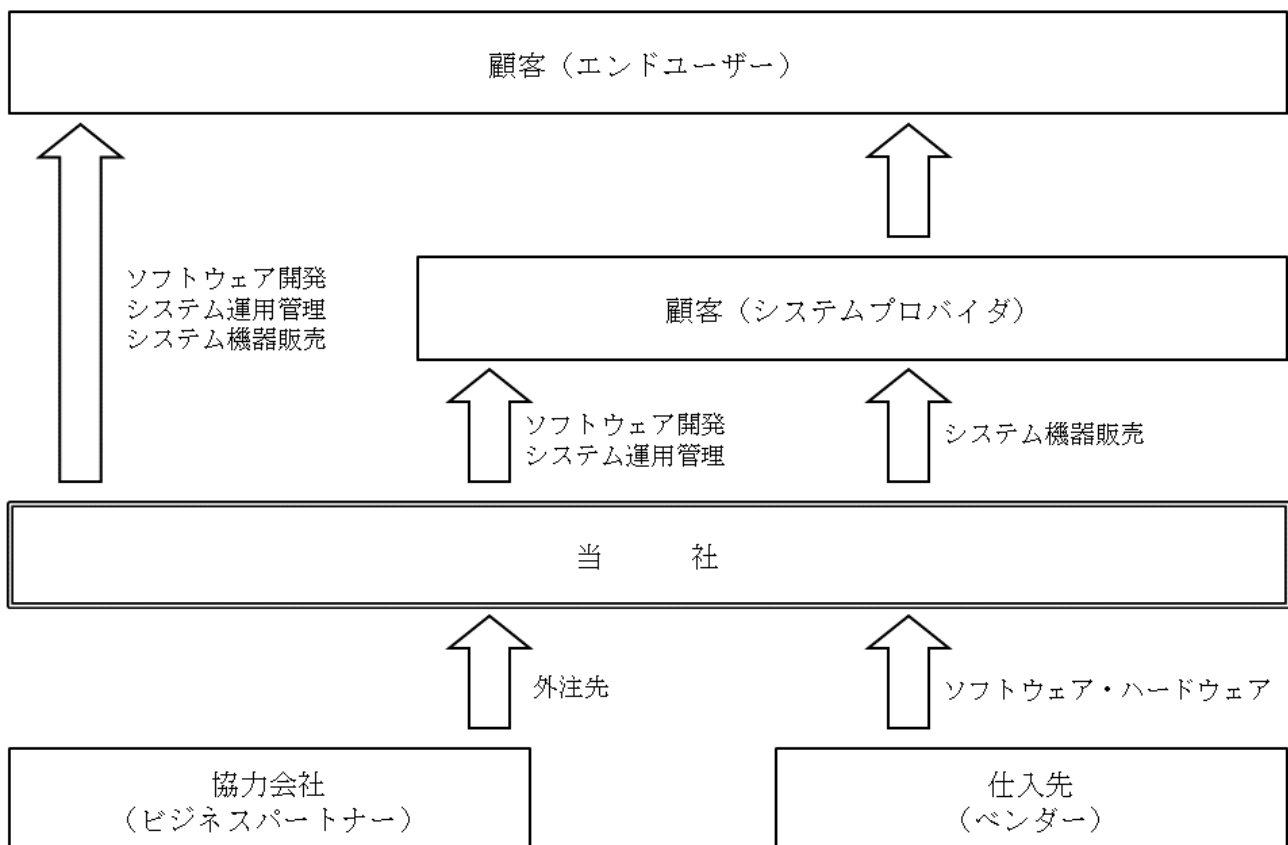 顧客（エンドユーザー）
ソフトウェア開発
システム運用管理
システム機器販売
顧客（システムプロバイダ）
ソフトウェア開発
システム運用管理
システム機器販売
当　　社
外注先
ソフトウェア・ハードウェア
協力会社
（ビジネスパートナー）
仕入先
（ベンダー）